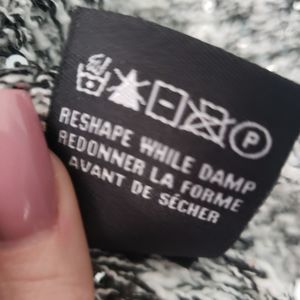 P
RESHAPE WHILE DAMP
REDONNER LA FORME
AVANT DE SÉCHER